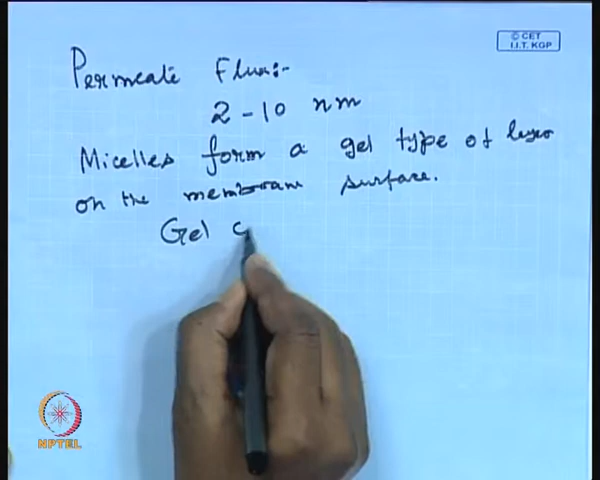 © CET
I.I.T. KGP
Permeate Flux:-
2-10 nm
Micelles form a gel type of layer
on the membrane surface.
Gel c
NPTEL